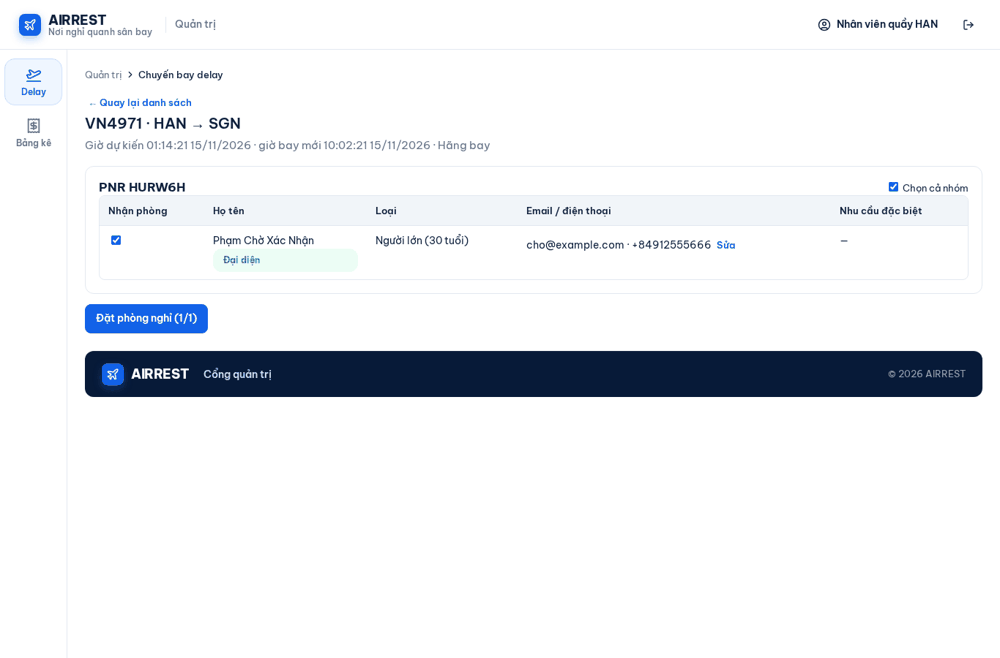 AIRREST
Nơi nghỉ quanh sân bay
Quản trị
Nhân viên quầy HAN
Delay
Bảng kê
Quản trị > Chuyến bay delay
← Quay lại danh sách
VN4971 · HAN → SGN
Giờ dự kiến 01:14:21 15/11/2026 · giờ bay mới 10:02:21 15/11/2026 · Hãng bay
PNR HURW6H
Chọn cả nhóm
Nhận phòng Họ tên Loại Email / điện thoại Nhu cầu đặc biệt
Phạm Chờ Xác Nhận Người lớn (30 tuổi) cho@example.com · +84912555666 Sửa —
Đại diện
Đặt phòng nghỉ (1/1)
AIRREST Cổng quản trị © 2026 AIRREST